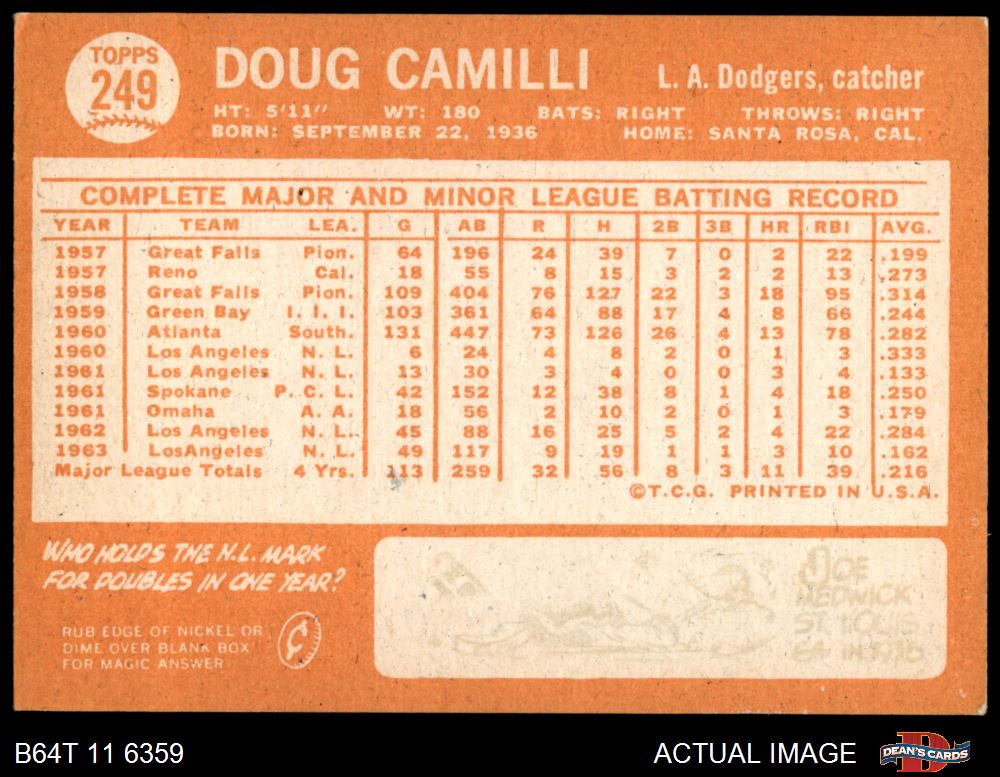 TOPPS
249
DOUG CAMILLI
L. A. Dodgers, catcher
HT: 5'11" WT: 180 BATS: RIGHT THROWS: RIGHT
BORN: SEPTEMBER 22, 1936 HOME: SANTA ROSA, CAL.
COMPLETE MAJOR AND MINOR LEAGUE BATTING RECORD
YEAR TEAM LEA. G AB R H 2B 3B HR RBI AVG.
1957 Great Falls Pion. 64 196 24 39 7 0 2 22 .199
1957 Reno Cal. 18 55 8 15 3 2 2 13 .273
1958 Great Falls Pion. 109 404 76 127 22 3 18 95 .314
1959 Green Bay I. I. I. 103 361 64 88 17 4 8 66 .244
1960 Atlanta South. 131 447 73 126 26 4 13 78 .282
1960 Los Angeles N. L. 6 24 4 8 2 0 1 3 .333
1961 Los Angeles N. L. 13 30 3 4 0 0 3 4 .133
1961 Spokane P. C. L. 42 152 12 38 8 1 4 18 .250
1961 Omaha A. A. 18 56 2 10 2 0 1 3 .179
1962 Los Angeles N. L. 45 88 16 25 5 2 4 22 .284
1963 LosAngeles N. L. 49 117 9 19 1 1 3 10 .162
Major League Totals 4 Yrs. 113 259 32 56 8 3 11 39 .216
©T.C.G. PRINTED IN U.S.A.
WHO HOLDS THE N.L. MARK
FOR DOUBLES IN ONE YEAR?
RUB EDGE OF NICKEL OR
DIME OVER BLANK BOX
FOR MAGIC ANSWER
JOE
MEDWICK
ST. LOUIS
IN 1936
B64T 11 6359
ACTUAL IMAGE
DEAN'S CARDS